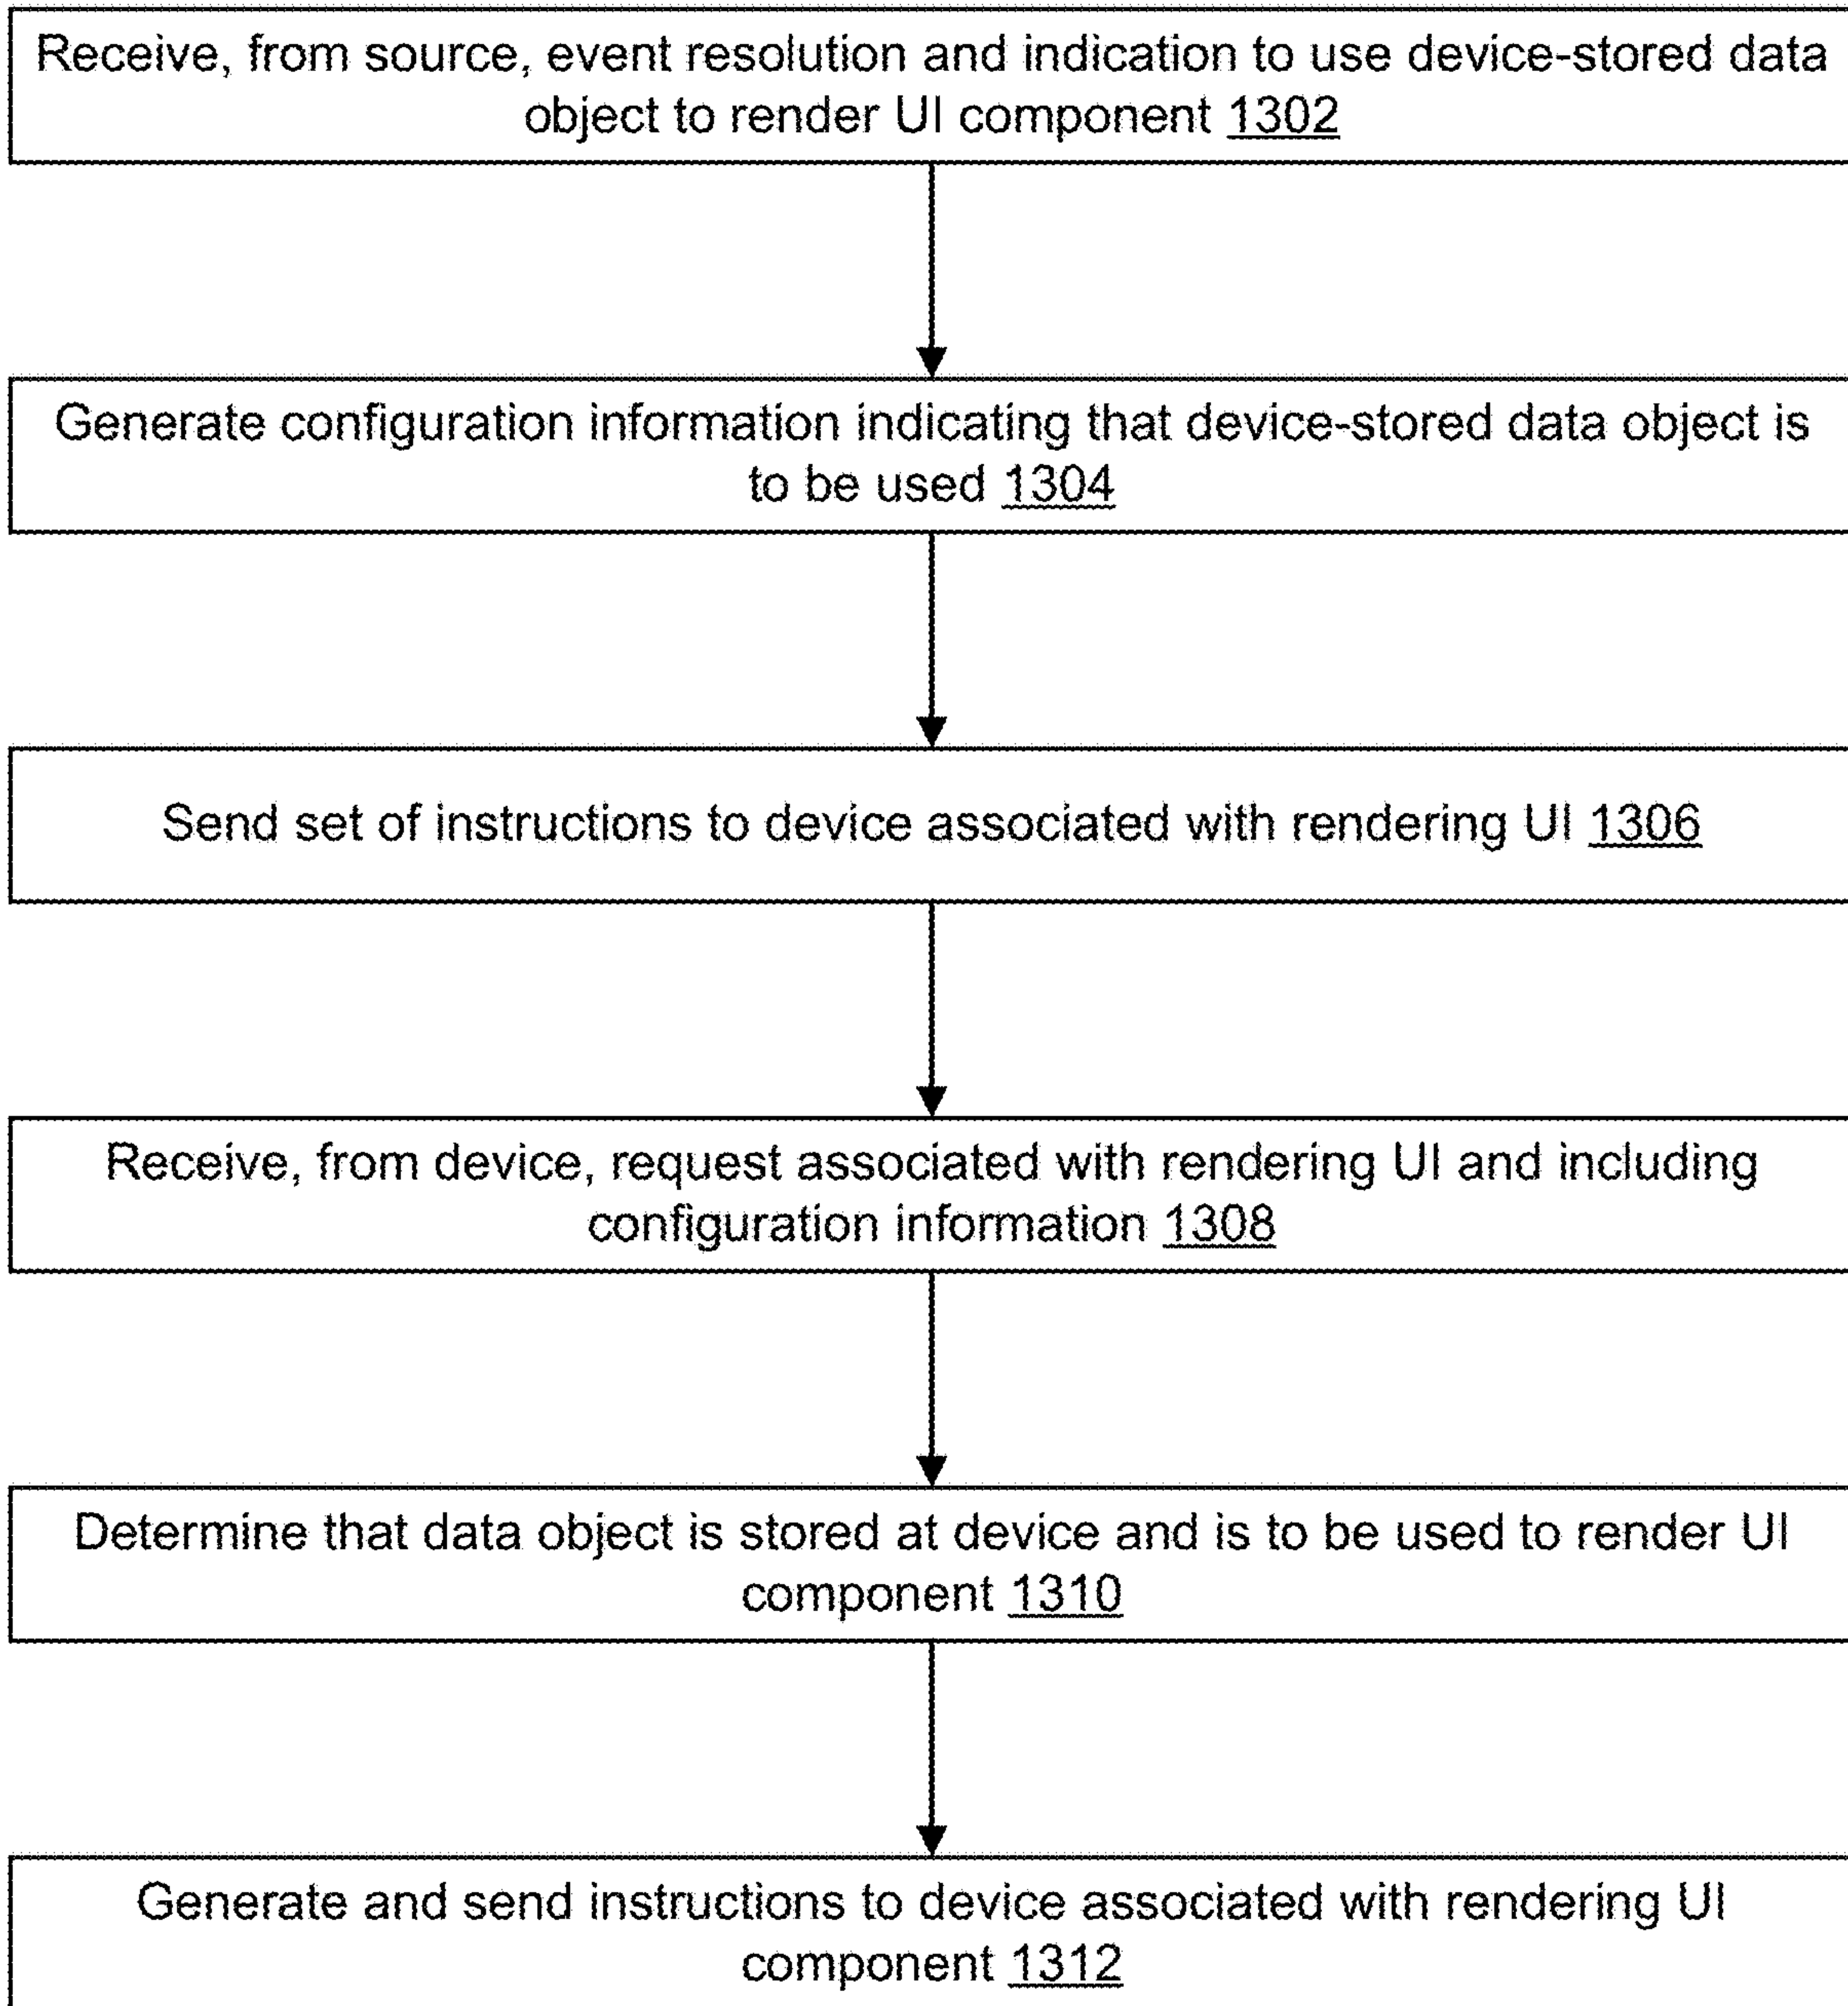 Receive, from source, event resolution and indication to use device-stored data
object to render UI component 1302
Generate configuration information indicating that device-stored data object is
to be used 1304
Send set of instructions to device associated with rendering UI 1306
Receive, from device, request associated with rendering UI and including
configuration information 1308
Determine that data object is stored at device and is to be used to render UI
component 1310
Generate and send instructions to device associated with rendering UI
component 1312